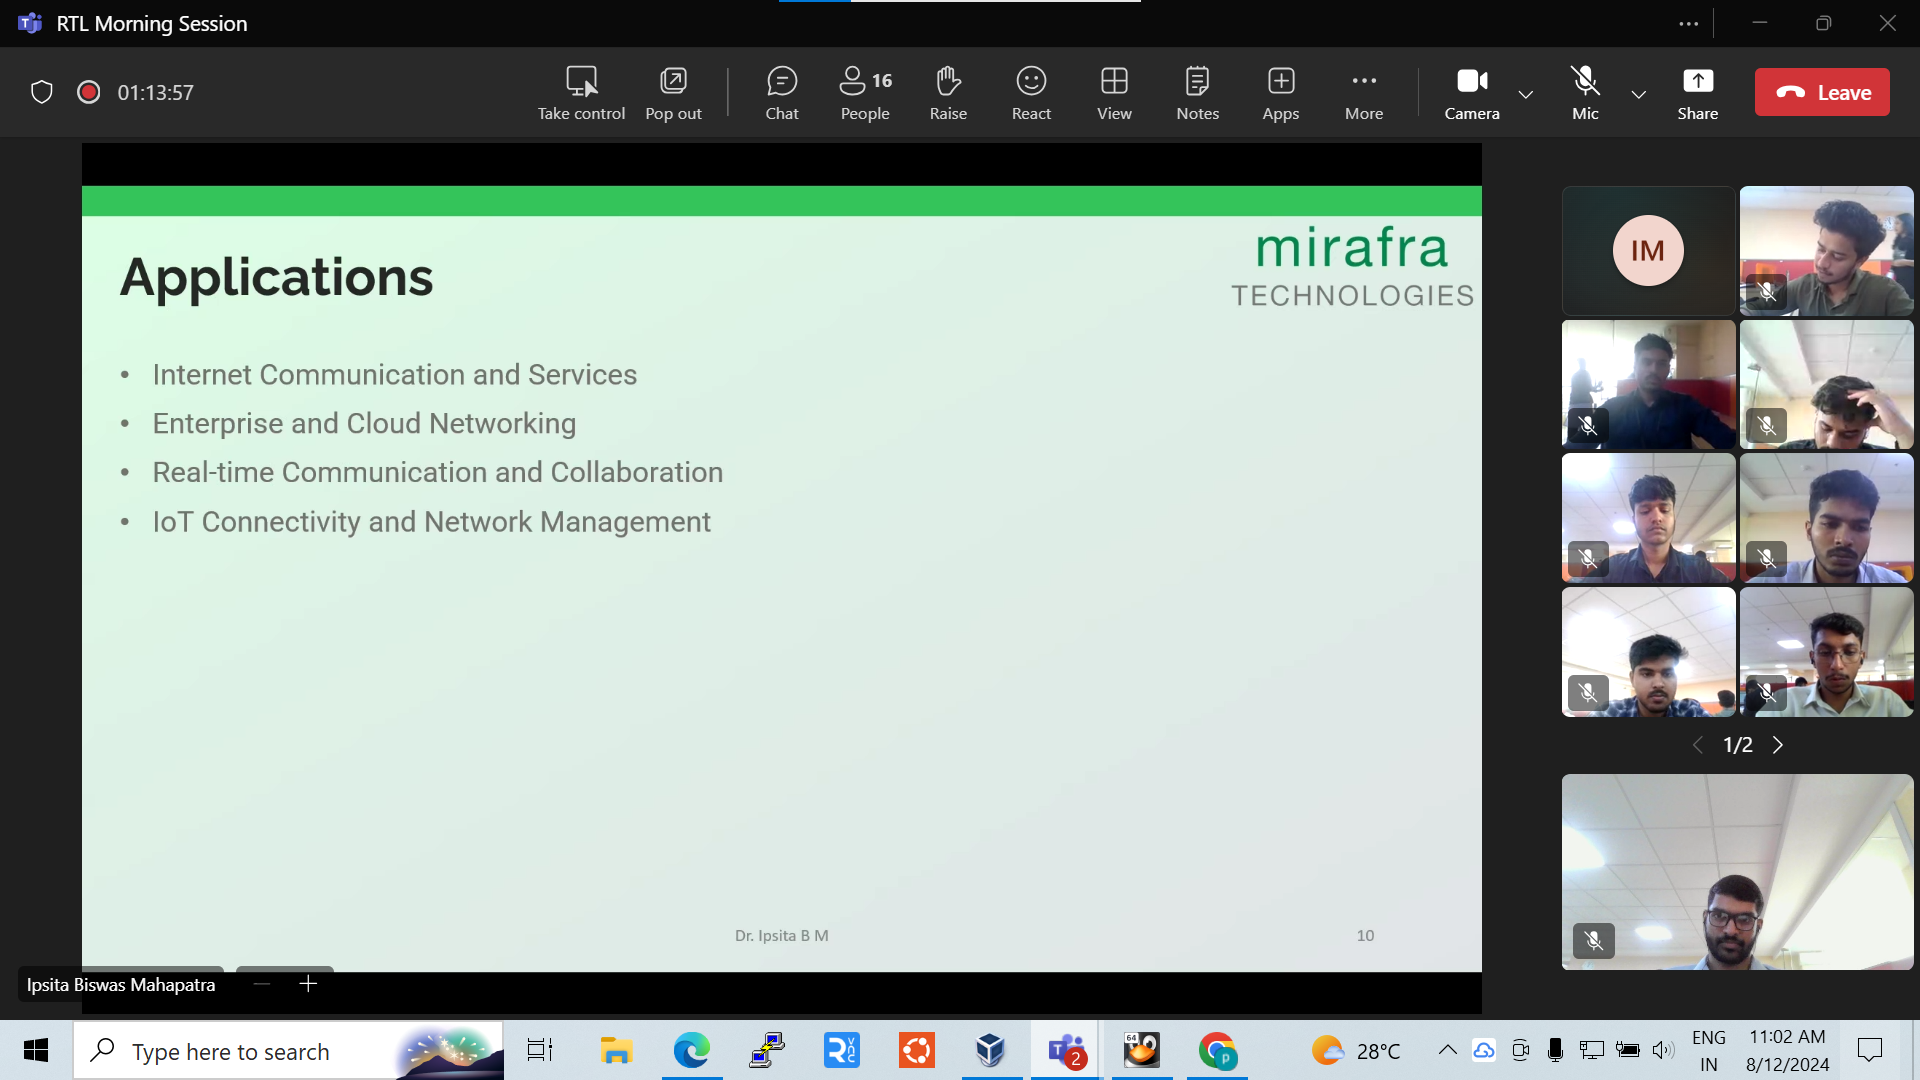 RTL Morning Session
01:13:57
Take control
Pop out
Chat
16
People
Raise
React
View
Notes
Apps
More
Camera
Mic
Share
Leave
mirafra
TECHNOLOGIES
Applications
• Internet Communication and Services
• Enterprise and Cloud Networking
• Real-time Communication and Collaboration
• IoT Connectivity and Network Management
Dr. Ipsita B M
10
IM
1/2
Ipsita Biswas Mahapatra
Type here to search
2
64
p
28°C
ENG
IN
11:02 AM
8/12/2024